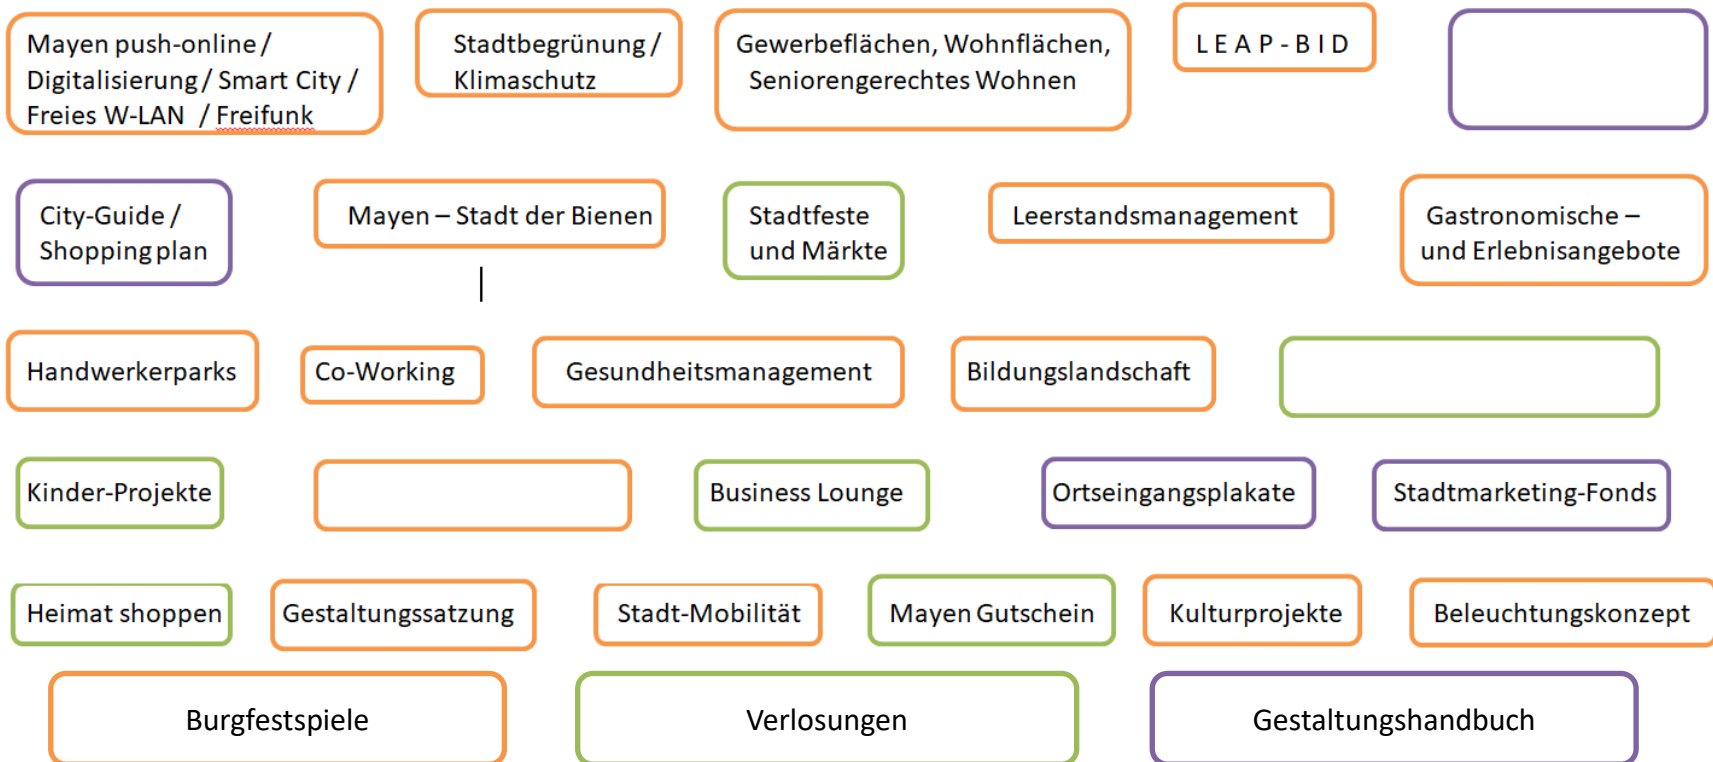 Mayen push-online /
Digitalisierung / Smart City /
Freies W-LAN / Freifunk
Stadtbegrünung /
Klimaschutz
Gewerbeflächen, Wohnflächen,
Seniorengerechtes Wohnen
L E A P - B I D
City-Guide /
Shopping plan
Mayen – Stadt der Bienen
Stadtfeste
und Märkte
Leerstandsmanagement
Gastronomische –
und Erlebnisangebote
Handwerkerparks
Co-Working
Gesundheitsmanagement
Bildungslandschaft
Kinder-Projekte
Business Lounge
Ortseingangsplakate
Stadtmarketing-Fonds
Heimat shoppen
Gestaltungssatzung
Stadt-Mobilität
Mayen Gutschein
Kulturprojekte
Beleuchtungskonzept
Burgfestspiele
Verlosungen
Gestaltungshandbuch